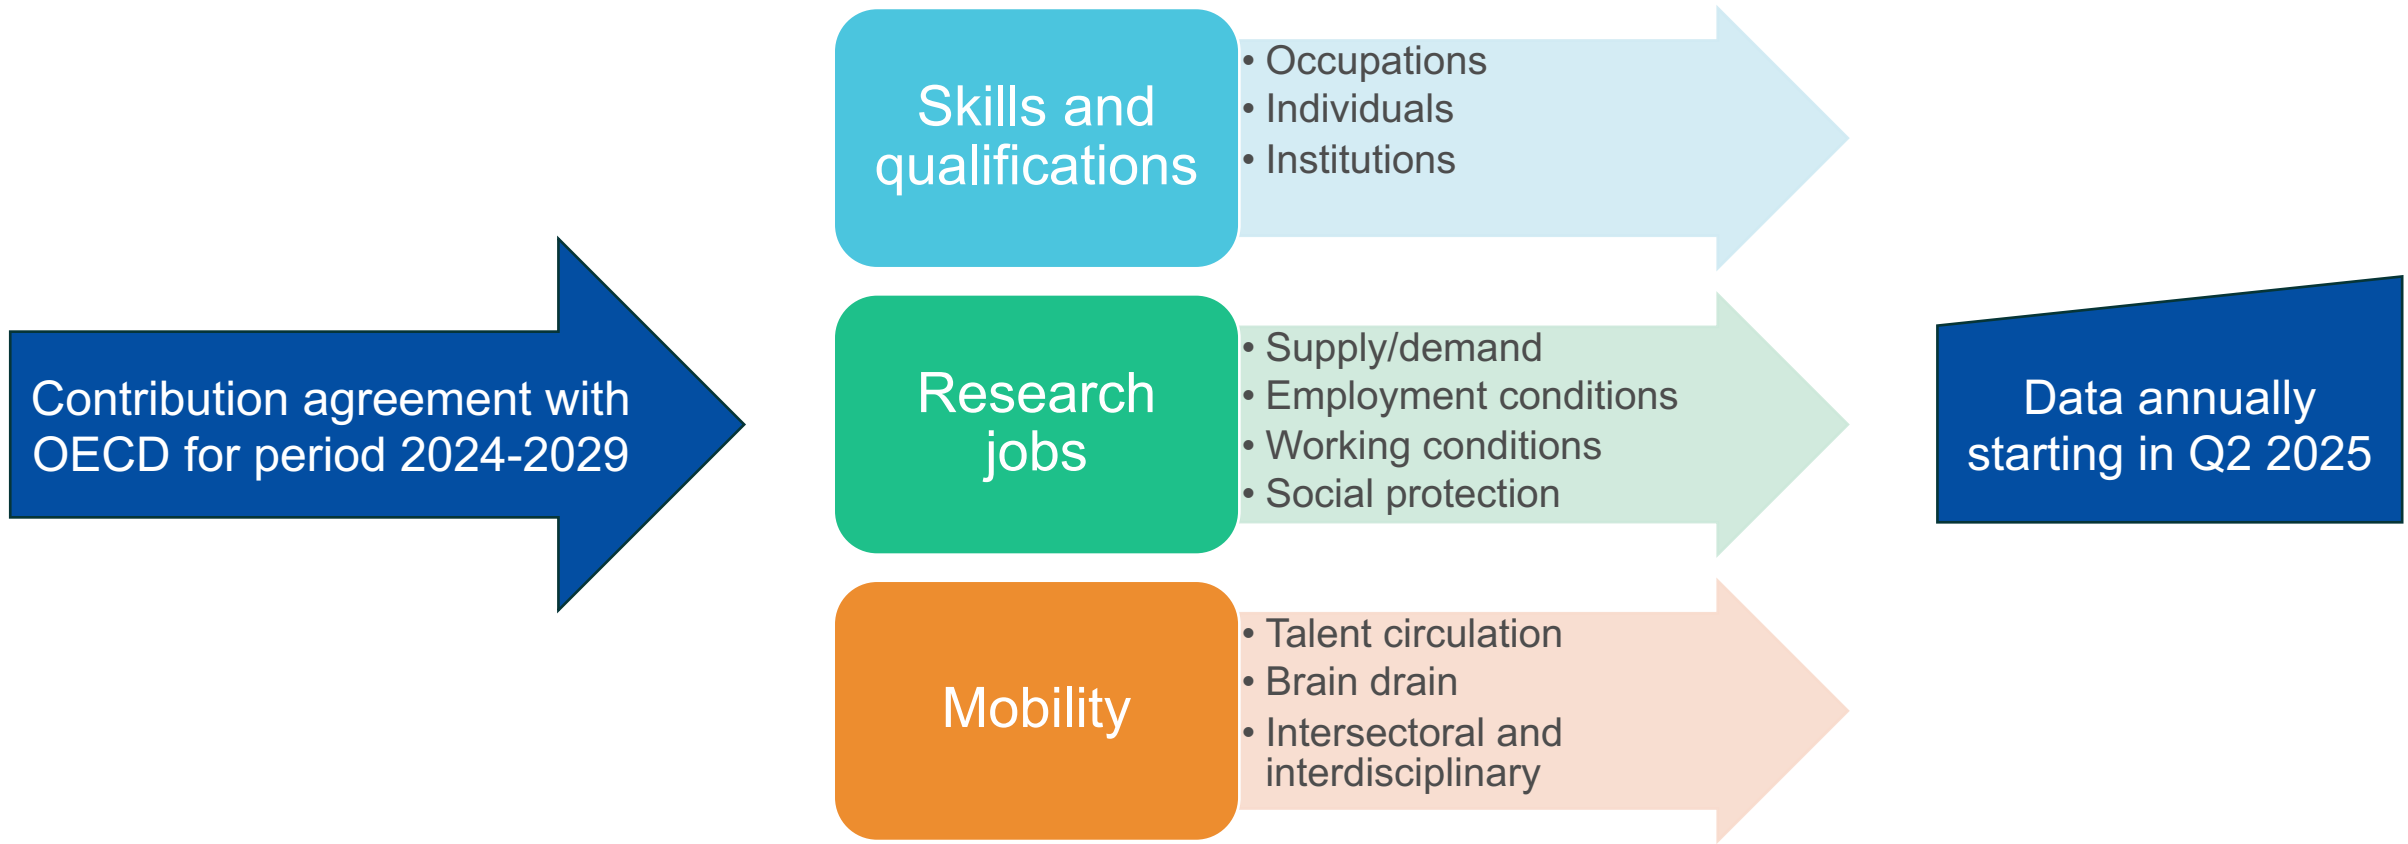 Contribution agreement with
OECD for period 2024-2029
Skills and
qualifications
• Occupations
• Individuals
• Institutions
Research
jobs
• Supply/demand
• Employment conditions
• Working conditions
• Social protection
Mobility
• Talent circulation
• Brain drain
• Intersectoral and
interdisciplinary
Data annually
starting in Q2 2025